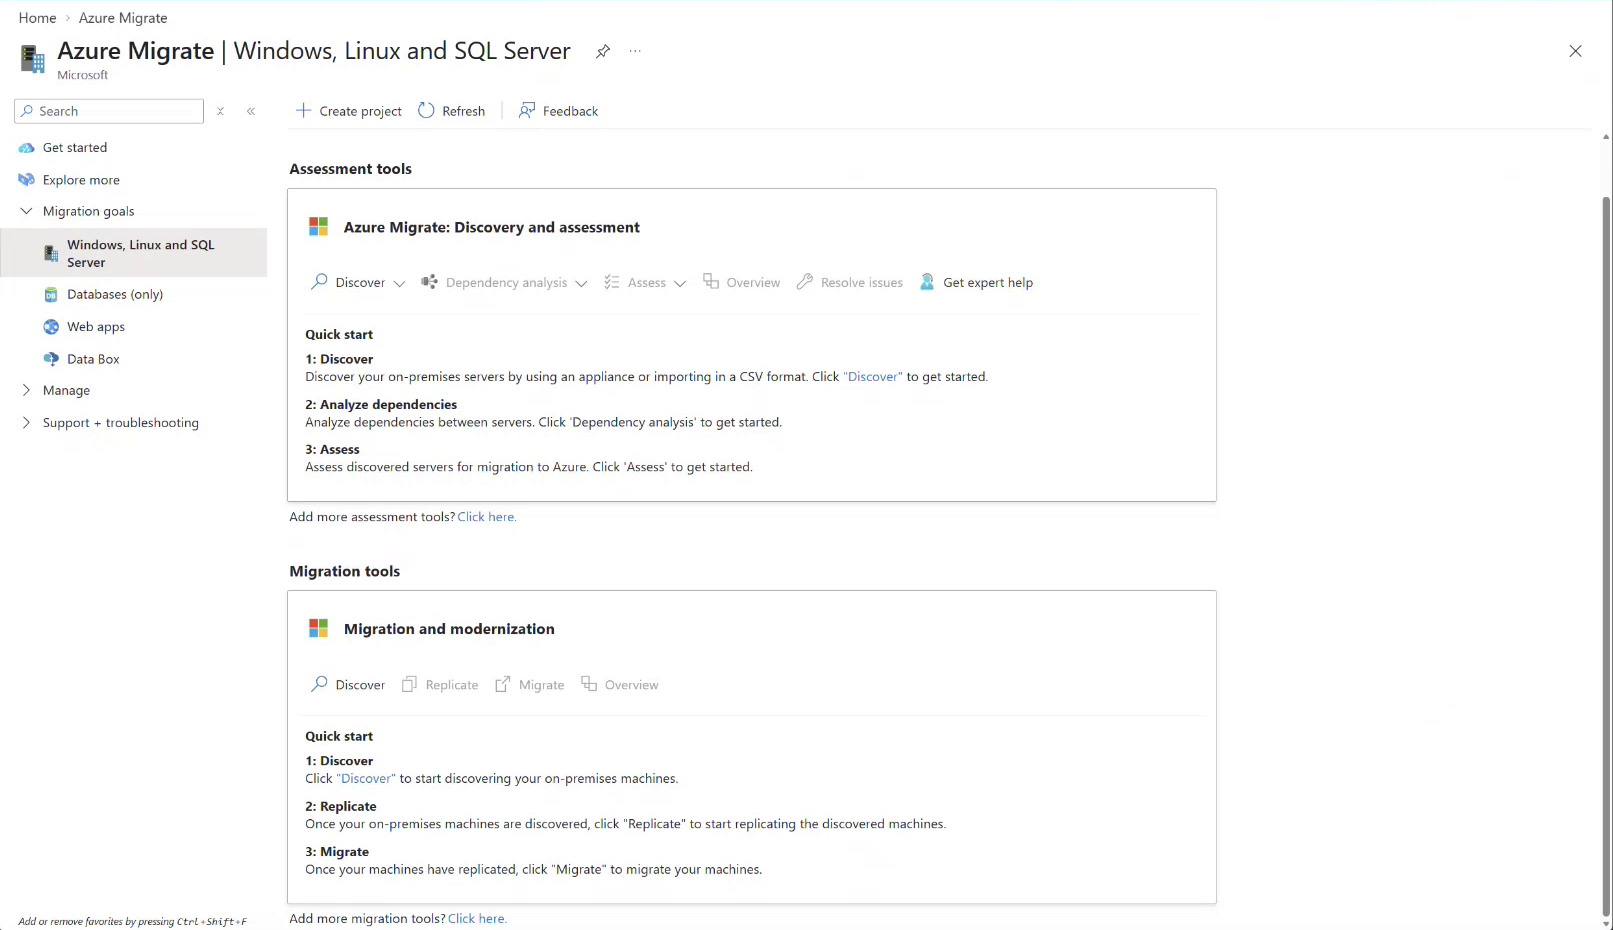 Home > Azure Migrate
Azure Migrate | Windows, Linux and SQL Server
Microsoft
Search
Get started
Explore more
Migration goals
Windows, Linux and SQL
Server
Databases (only)
Web apps
Data Box
Manage
Support + troubleshooting
Add or remove favorites by pressing Ctrl+Shift+F
Create project Refresh Feedback
Assessment tools
Azure Migrate: Discovery and assessment
Discover Dependency analysis Assess Overview Resolve issues Get expert help
Quick start
1: Discover
Discover your on-premises servers by using an appliance or importing in a CSV format. Click "Discover" to get started.
2: Analyze dependencies
Analyze dependencies between servers. Click 'Dependency analysis' to get started.
3: Assess
Assess discovered servers for migration to Azure. Click 'Assess' to get started.
Add more assessment tools? Click here.
Migration tools
Migration and modernization
Discover Replicate Migrate Overview
Quick start
1: Discover
Click "Discover" to start discovering your on-premises machines.
2: Replicate
Once your on-premises machines are discovered, click "Replicate" to start replicating the discovered machines.
3: Migrate
Once your machines have replicated, click "Migrate" to migrate your machines.
Add more migration tools? Click here.